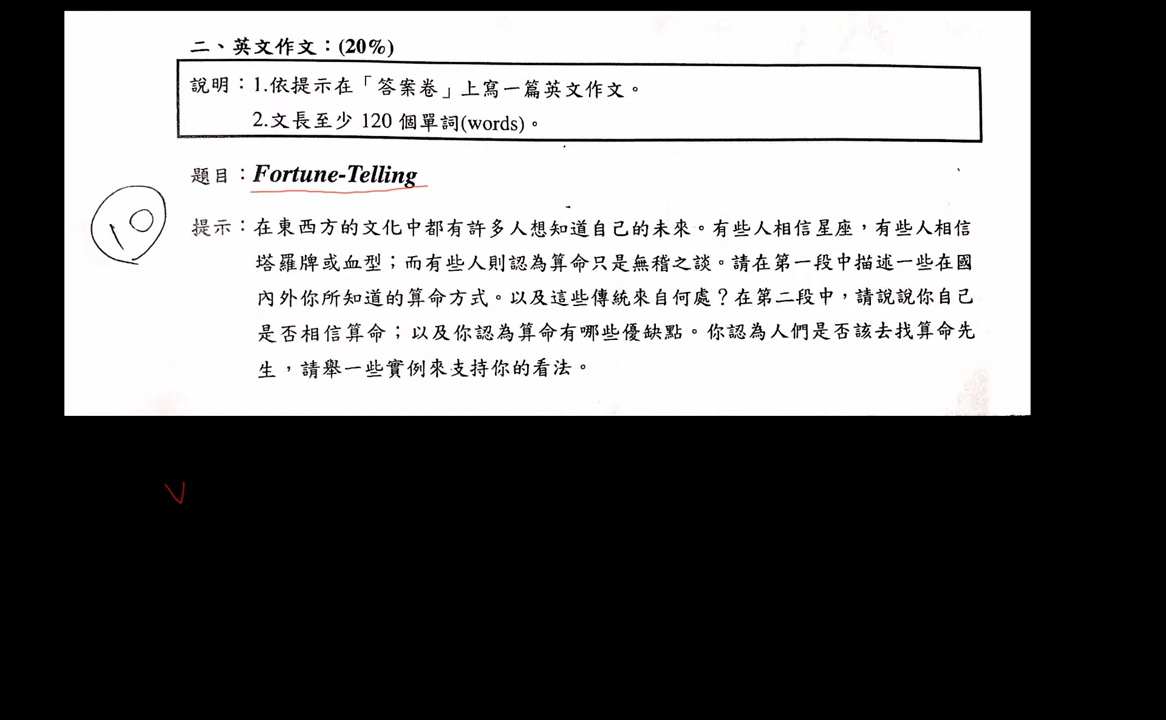 二、英文作文：(20%)
說明：1.依提示在「答案卷」上寫一篇英文作文。
2.文長至少 120 個單詞(words)。
題目：Fortune-Telling
10
提示：在東西方的文化中都有許多人想知道自己的未來。有些人相信星座，有些人相信
塔羅牌或血型；而有些人則認為算命只是無稽之談。請在第一段中描述一些在國
內外你所知道的算命方式。以及這些傳統來自何處？在第二段中，請說說你自己
是否相信算命；以及你認為算命有哪些優缺點。你認為人們是否該去找算命先
生，請舉一些實例來支持你的看法。
V